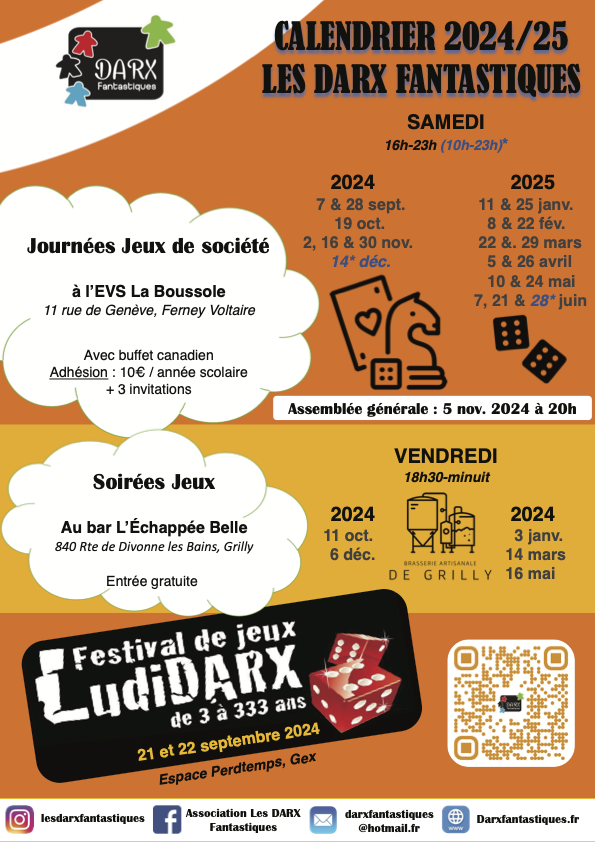 DARX
Fantastiques
CALENDRIER 2024/25
LES DARX FANTASTIQUES
SAMEDI
16h-23h (10h-23h)*
2024
7 & 28 sept.
19 oct.
2, 16 & 30 nov.
14* déc.
2025
11 & 25 janv.
8 & 22 fév.
22 &. 29 mars
5 & 26 avril
10 & 24 mai
7, 21 & 28* juin
Journées Jeux de société
à l'EVS La Boussole
11 rue de Genève, Ferney Voltaire
Avec buffet canadien
Adhésion : 10€ / année scolaire
+ 3 invitations
Assemblée générale : 5 nov. 2024 à 20h
Soirées Jeux
Au bar L'Échappée Belle
840 Rte de Divonne les Bains, Grilly
Entrée gratuite
VENDREDI
18h30-minuit
2024
11 oct.
6 déc.
BRASSERIE ARTISANALE
DE GRILLY
2024
3 janv.
14 mars
16 mai
Festival de jeux
LudiDARX
de 3 à 333 ans
21 et 22 septembre 2024
Espace Perdtemps, Gex
DARX
lesdarxfantastiques
Association Les DARX
Fantastiques
darxfantastiques
@hotmail.fr
www
Darxfantastiques.fr